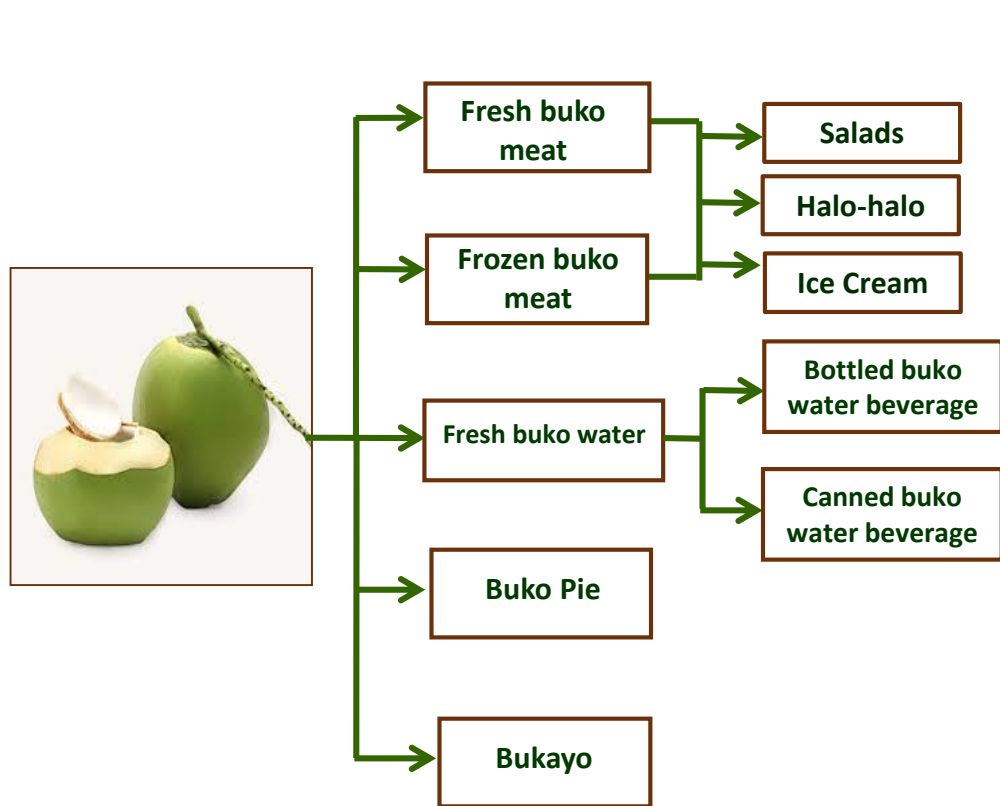 Fresh buko
meat
Frozen buko
meat
Fresh buko water
Buko Pie
Bukayo
Salads
Halo-halo
Ice Cream
Bottled buko
water beverage
Canned buko
water beverage